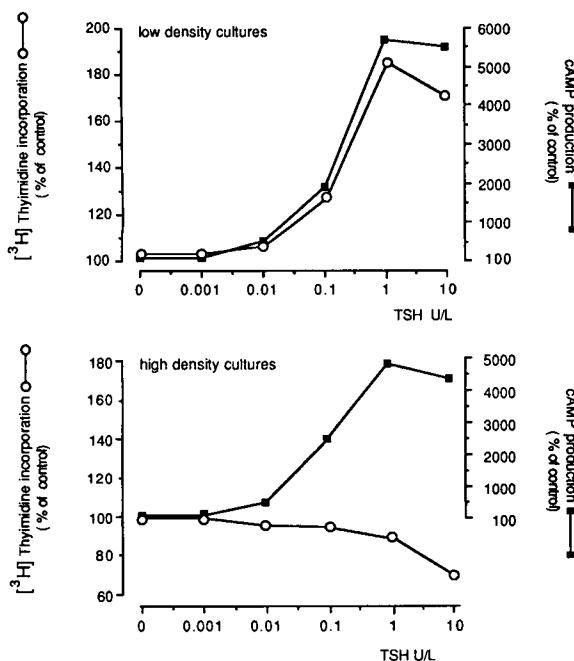 low density cultures
[³H] Thyimidine incorporation
( % of control)
200
180
160
140
120
100
6000
5000
4000
3000
2000
1000
100
cAMP production
( % of control)
0 0.001 0.01 0.1 1 10
TSH U/L
high density cultures
[³H] Thyimidine incorporation
( % of control)
180
160
140
120
100
80
60
5000
4000
3000
2000
1000
100
cAMP production
( % of control)
0 0.001 0.01 0.1 1 10
TSH U/L